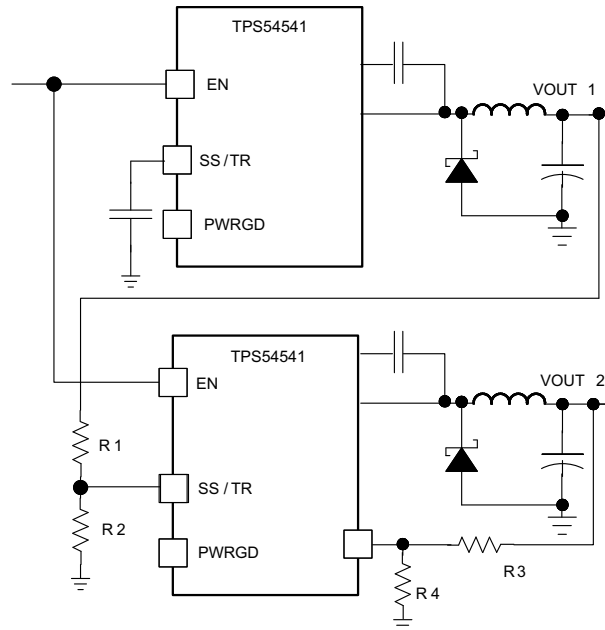 TPS54541
EN
SS/TR
PWRGD
VOUT 1
TPS54541
EN
SS/TR
PWRGD
VOUT 2
R1
R2
R3
R4